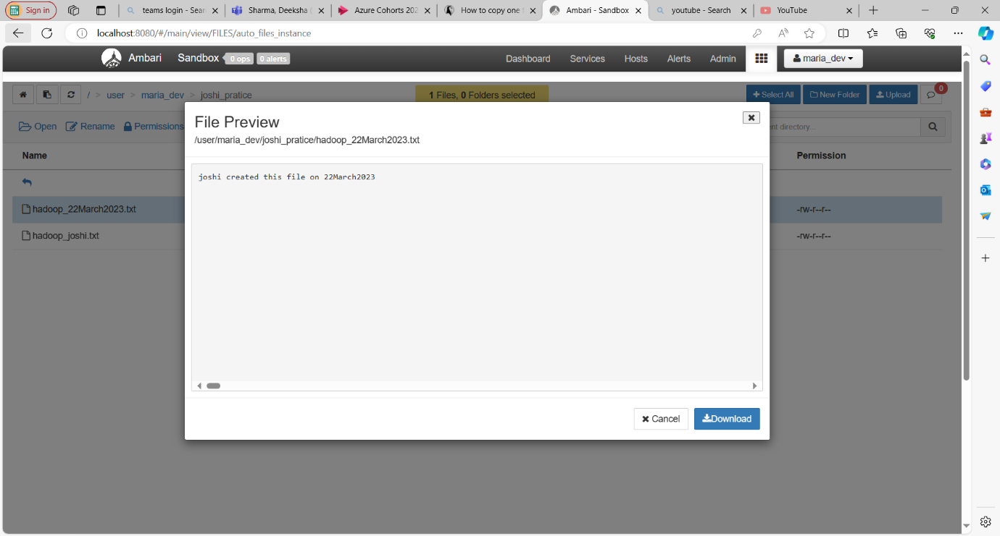 Sign in
teams login - Sear
Sharma, Deeksha (
Azure Cohorts 202
How to copy one f
Ambari - Sandbox
youtube - Search
YouTube
localhost:8080/#/main/view/FILES/auto_files_instance
Ambari Sandbox 0 ops 0 alerts Dashboard Services Hosts Alerts Admin maria_dev
/ > user > maria_dev > joshi_pratice 1 Files, 0 Folders selected Select All New Folder Upload 0
File Preview
/user/maria_dev/joshi_pratice/hadoop_22March2023.txt
Open Rename Permissions nt directory...
Name Permission
joshi created this file on 22March2023
hadoop_22March2023.txt -rw-r--r--
hadoop_joshi.txt -rw-r--r--
Cancel Download